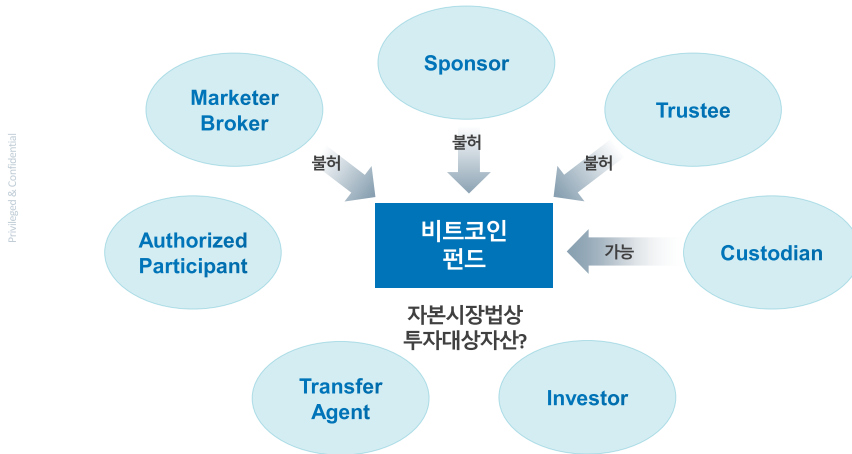 Sponsor
Marketer
Broker
Trustee
불허
불허
불허
Privileged & Confidential
비트코인
펀드
Authorized
Participant
가능
Custodian
자본시장법상
투자대상자산?
Transfer
Agent
Investor